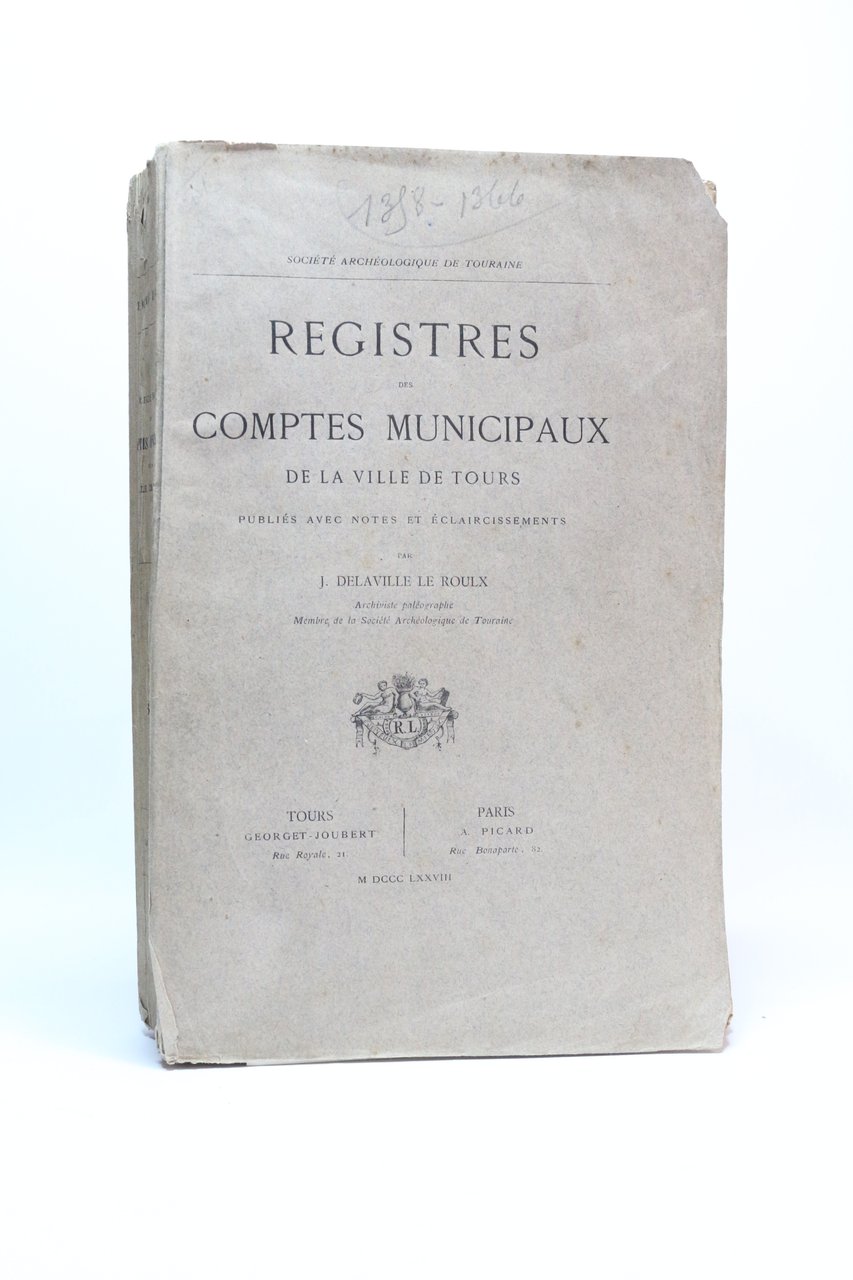 1358-1366
SOCIÉTÉ ARCHÉOLOGIQUE DE TOURAINE
REGISTRES
DES
COMPTES MUNICIPAUX
DE LA VILLE DE TOURS
PUBLIÉS AVEC NOTES ET ÉCLAIRCISSEMENTS
PAR
J. DELAVILLE LE ROULX
Archiviste paléographe
Membre de la Société Archéologique de Touraine
R.L
TOURS
GEORGET-JOUBERT
Rue Royale, 21.
PARIS
A. PICARD
Rue Bonaparte, 82.
M DCCC LXXVIII